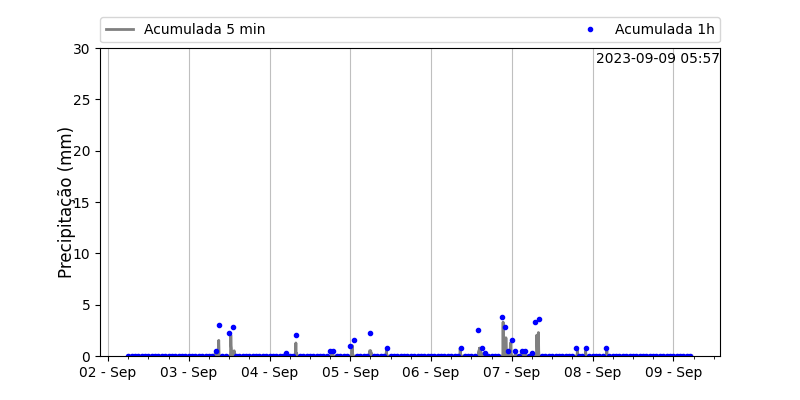 Acumulada 5 min
Acumulada 1h
2023-09-09 05:57
Precipitação (mm)
30
25
20
15
10
5
0
02 - Sep
03 - Sep
04 - Sep
05 - Sep
06 - Sep
07 - Sep
08 - Sep
09 - Sep